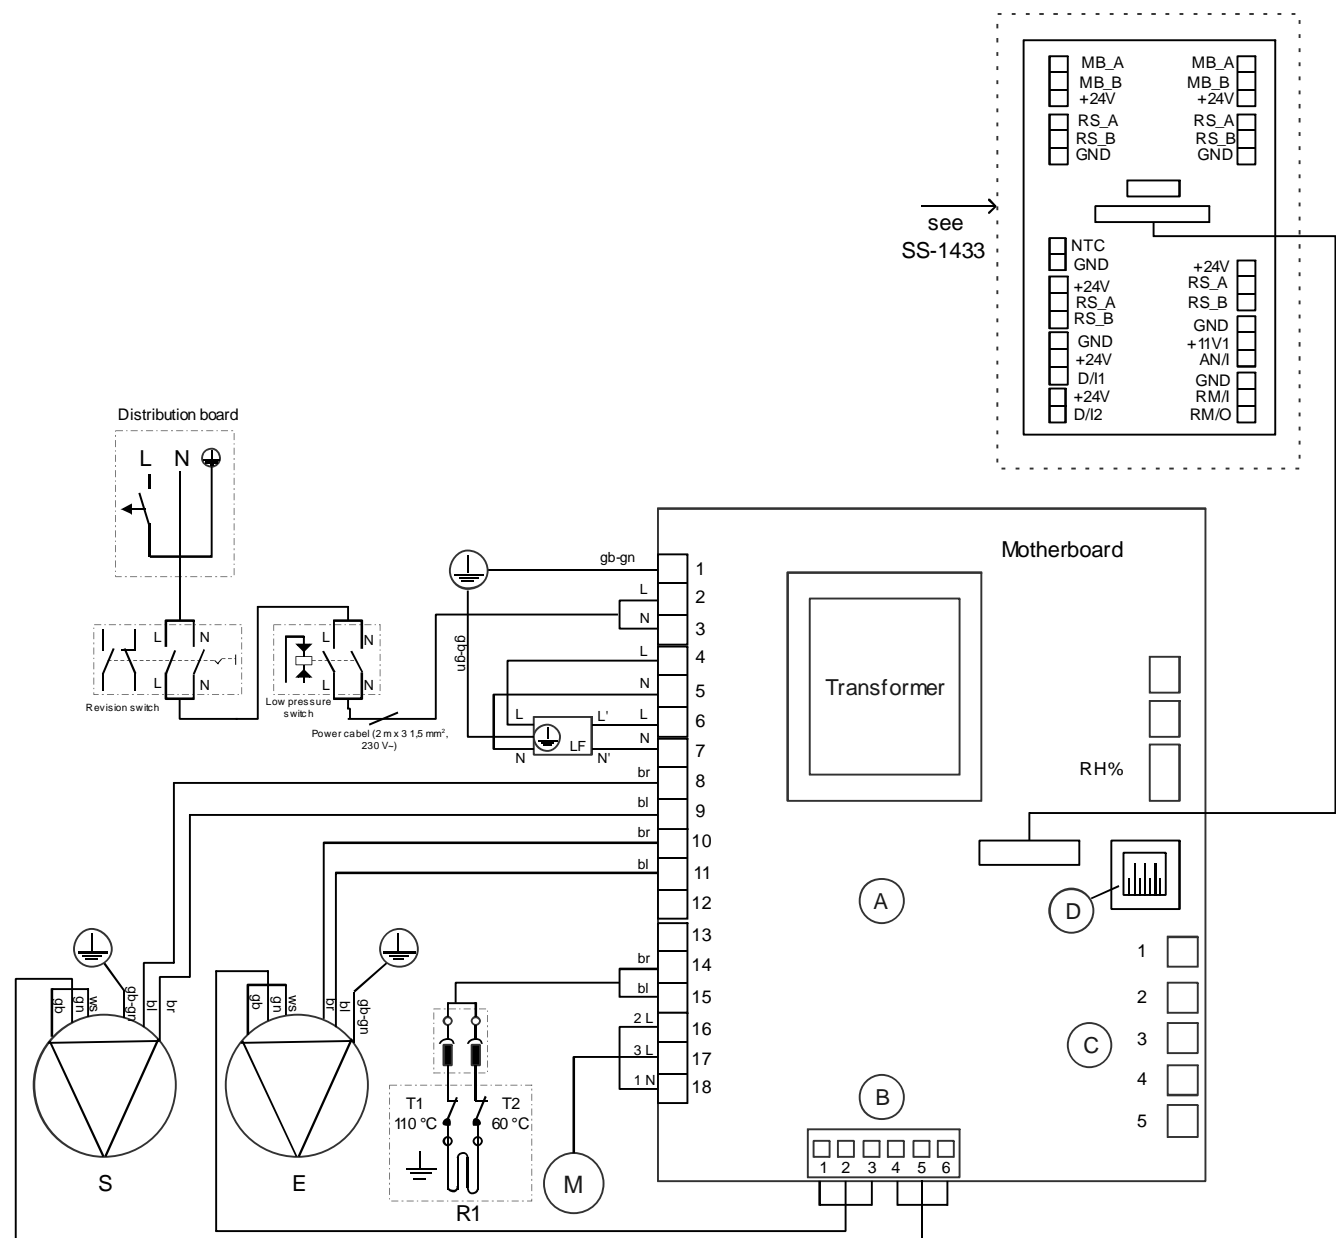 MB_A MB_A
MB_B MB_B
+24V +24V
RS_A RS_A
RS_B RS_B
GND GND
see
SS-1433
NTC
GND
+24V
RS_A
RS_B
GND
+24V
D/I1
+24V
D/I2
+24V
RS_A
RS_B
GND
+11V1
AN/I
GND
RM/I
RM/O
Distribution board
L N
Motherboard
gb-gn 1
L 2
N 3
L 4
N 5
L 6
N 7
br 8
bl 9
br 10
bl 11
12
13
br 14
bl 15
2 L 16
3 L 17
1 N 18
gb-gn
L N
L N
Revision switch
L N
L N
Low pressure
switch
Power cabel (2 m x 3 1,5 mm²,
230 V~)
L L'
LF
N N'
Transformer
RH%
A
D
1
2
3
4
5
C
B
1 2 3 4 5 6
gb gn ws gb-gn bl br
gb gn ws br bl gb-gn
S
E
T1 T2
110 °C 60 °C
R1
M